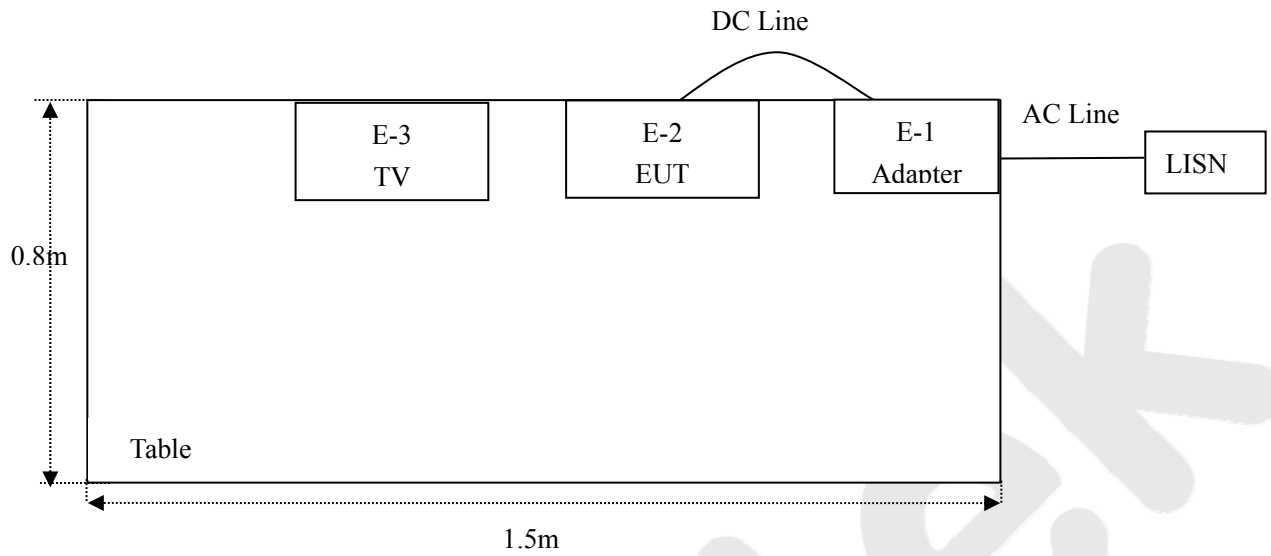 DC Line
AC Line
E-3
TV
E-2
EUT
E-1
Adapter
LISN
0.8m
Table
1.5m